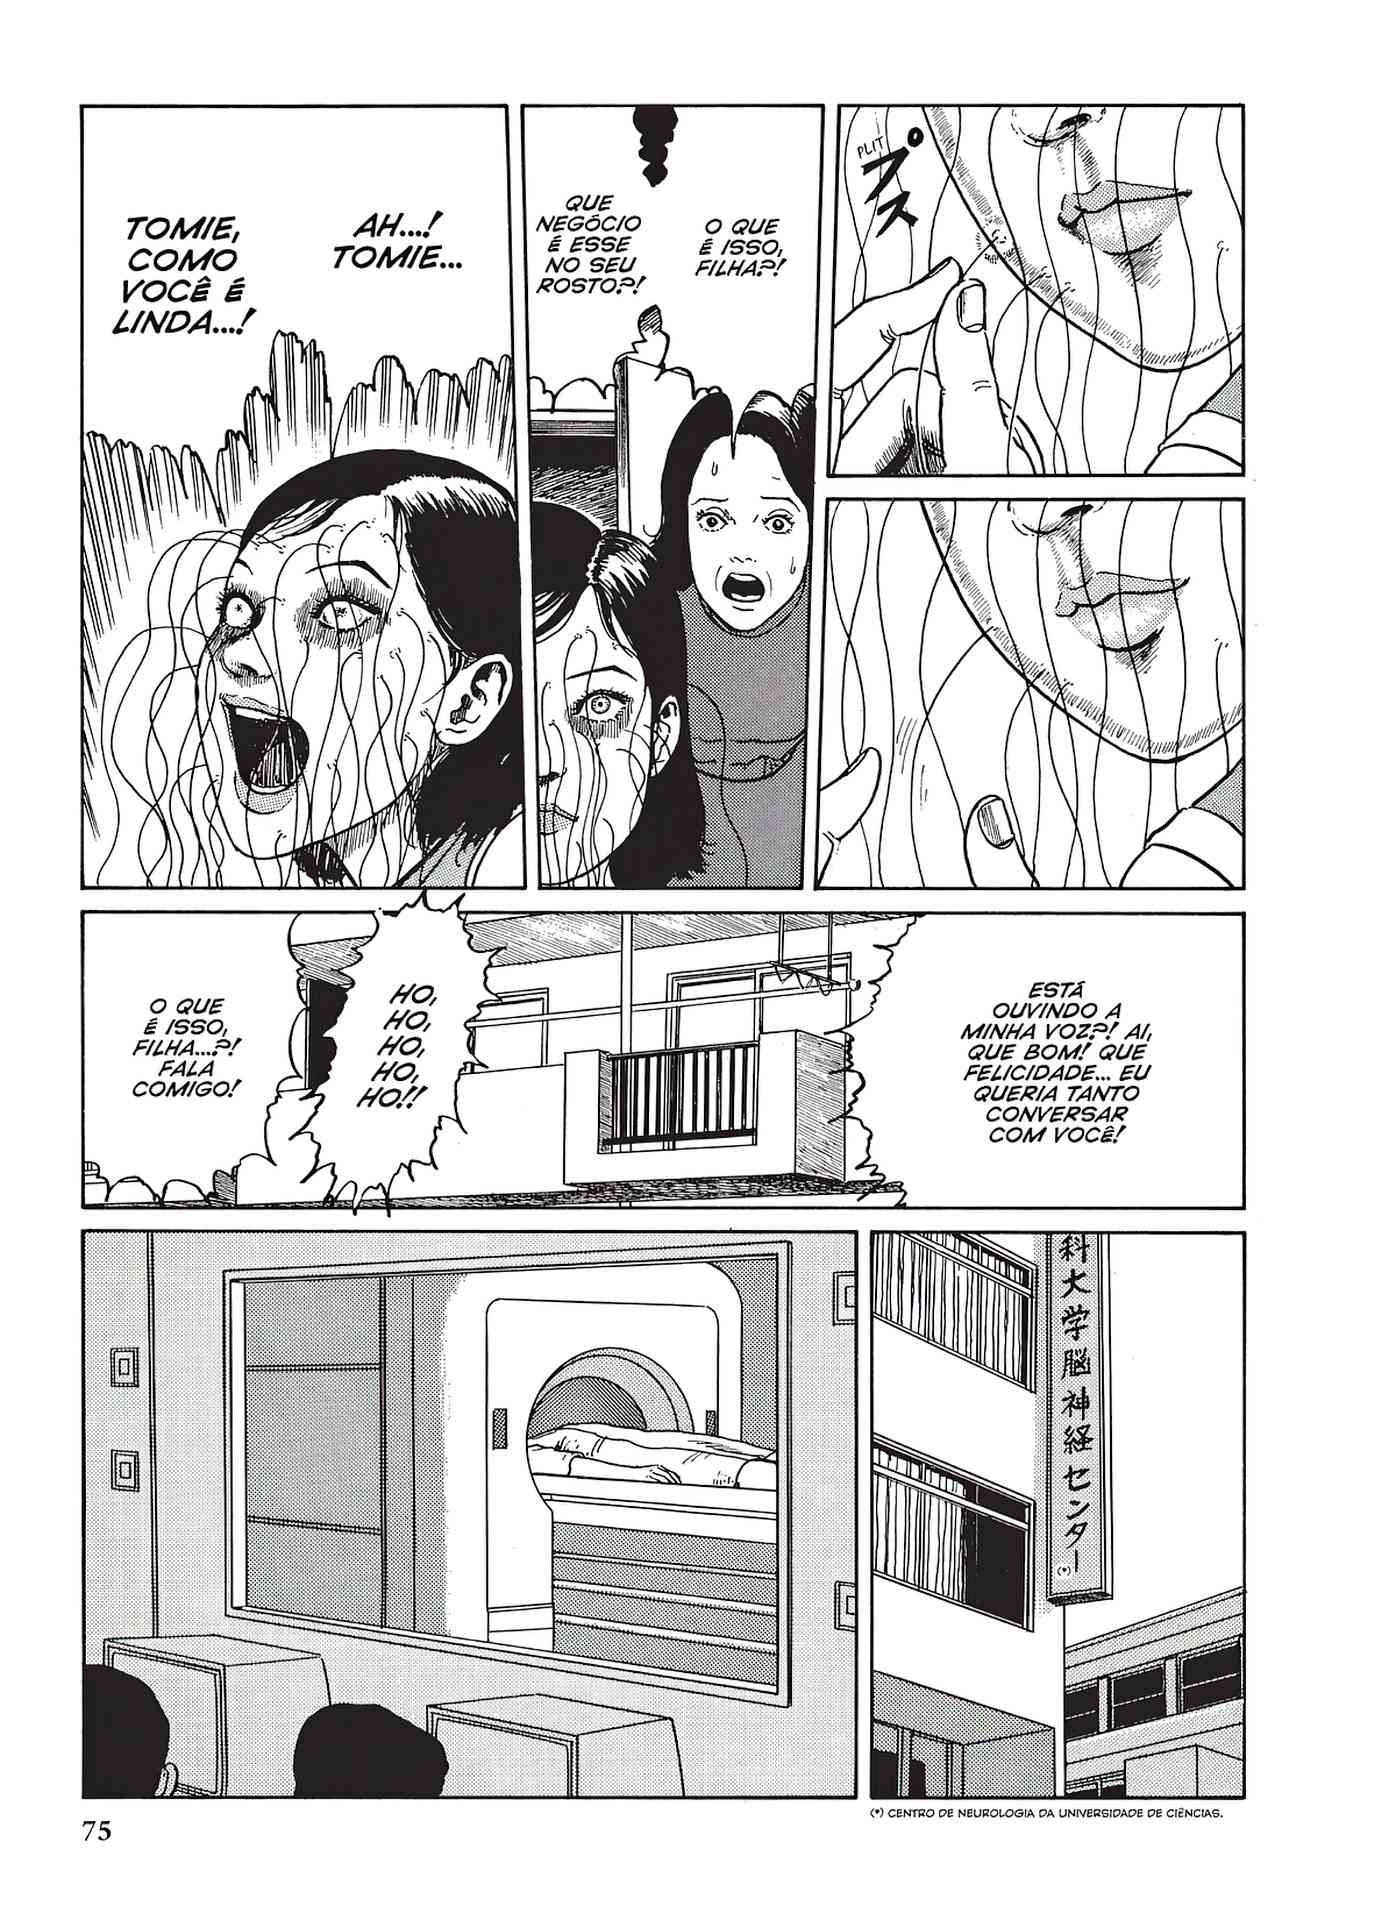 PLIT
プス
O QUE
É ISSO,
FILHA?!
QUE
NEGÓCIO
É ESSE
NO SEU
ROSTO?!
AH...!
TOMIE...
TOMIE,
COMO
VOCÊ É
LINDA...!
ESTÁ
OUVINDO A
MINHA VOZ?! AI,
QUE BOM! QUE
FELICIDADE... EU
QUERIA TANTO
CONVERSAR
COM VOCÊ!
HO,
HO,
HO,
HO,
HO!!
O QUE
É ISSO,
FILHA...?!
FALA
COMIGO!
科大学脳神経センター
(*)
(*) CENTRO DE NEUROLOGIA DA UNIVERSIDADE DE CIÊNCIAS.
75